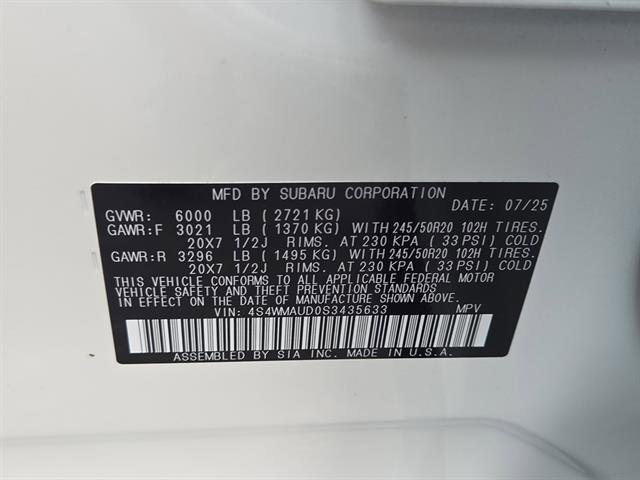 MFD BY SUBARU CORPORATION
DATE: 07/25
GVWR: 6000 LB ( 2721 KG)
GAWR:F 3021 LB ( 1370 KG) WITH 245/50R20 102H TIRES.
20X7 1/2J RIMS. AT 230 KPA ( 33 PSI) COLD
GAWR:R 3296 LB ( 1495 KG) WITH 245/50R20 102H TIRES.
20X7 1/2J RIMS. AT 230 KPA ( 33 PSI) COLD
THIS VEHICLE CONFORMS TO ALL APPLICABLE FEDERAL MOTOR
VEHICLE SAFETY AND THEFT PREVENTION STANDARDS
IN EFFECT ON THE DATE OF MANUFACTURE SHOWN ABOVE.
VIN: 4S4WMAUD0S3435633 MPV
ASSEMBLED BY SIA INC. MADE IN U.S.A.